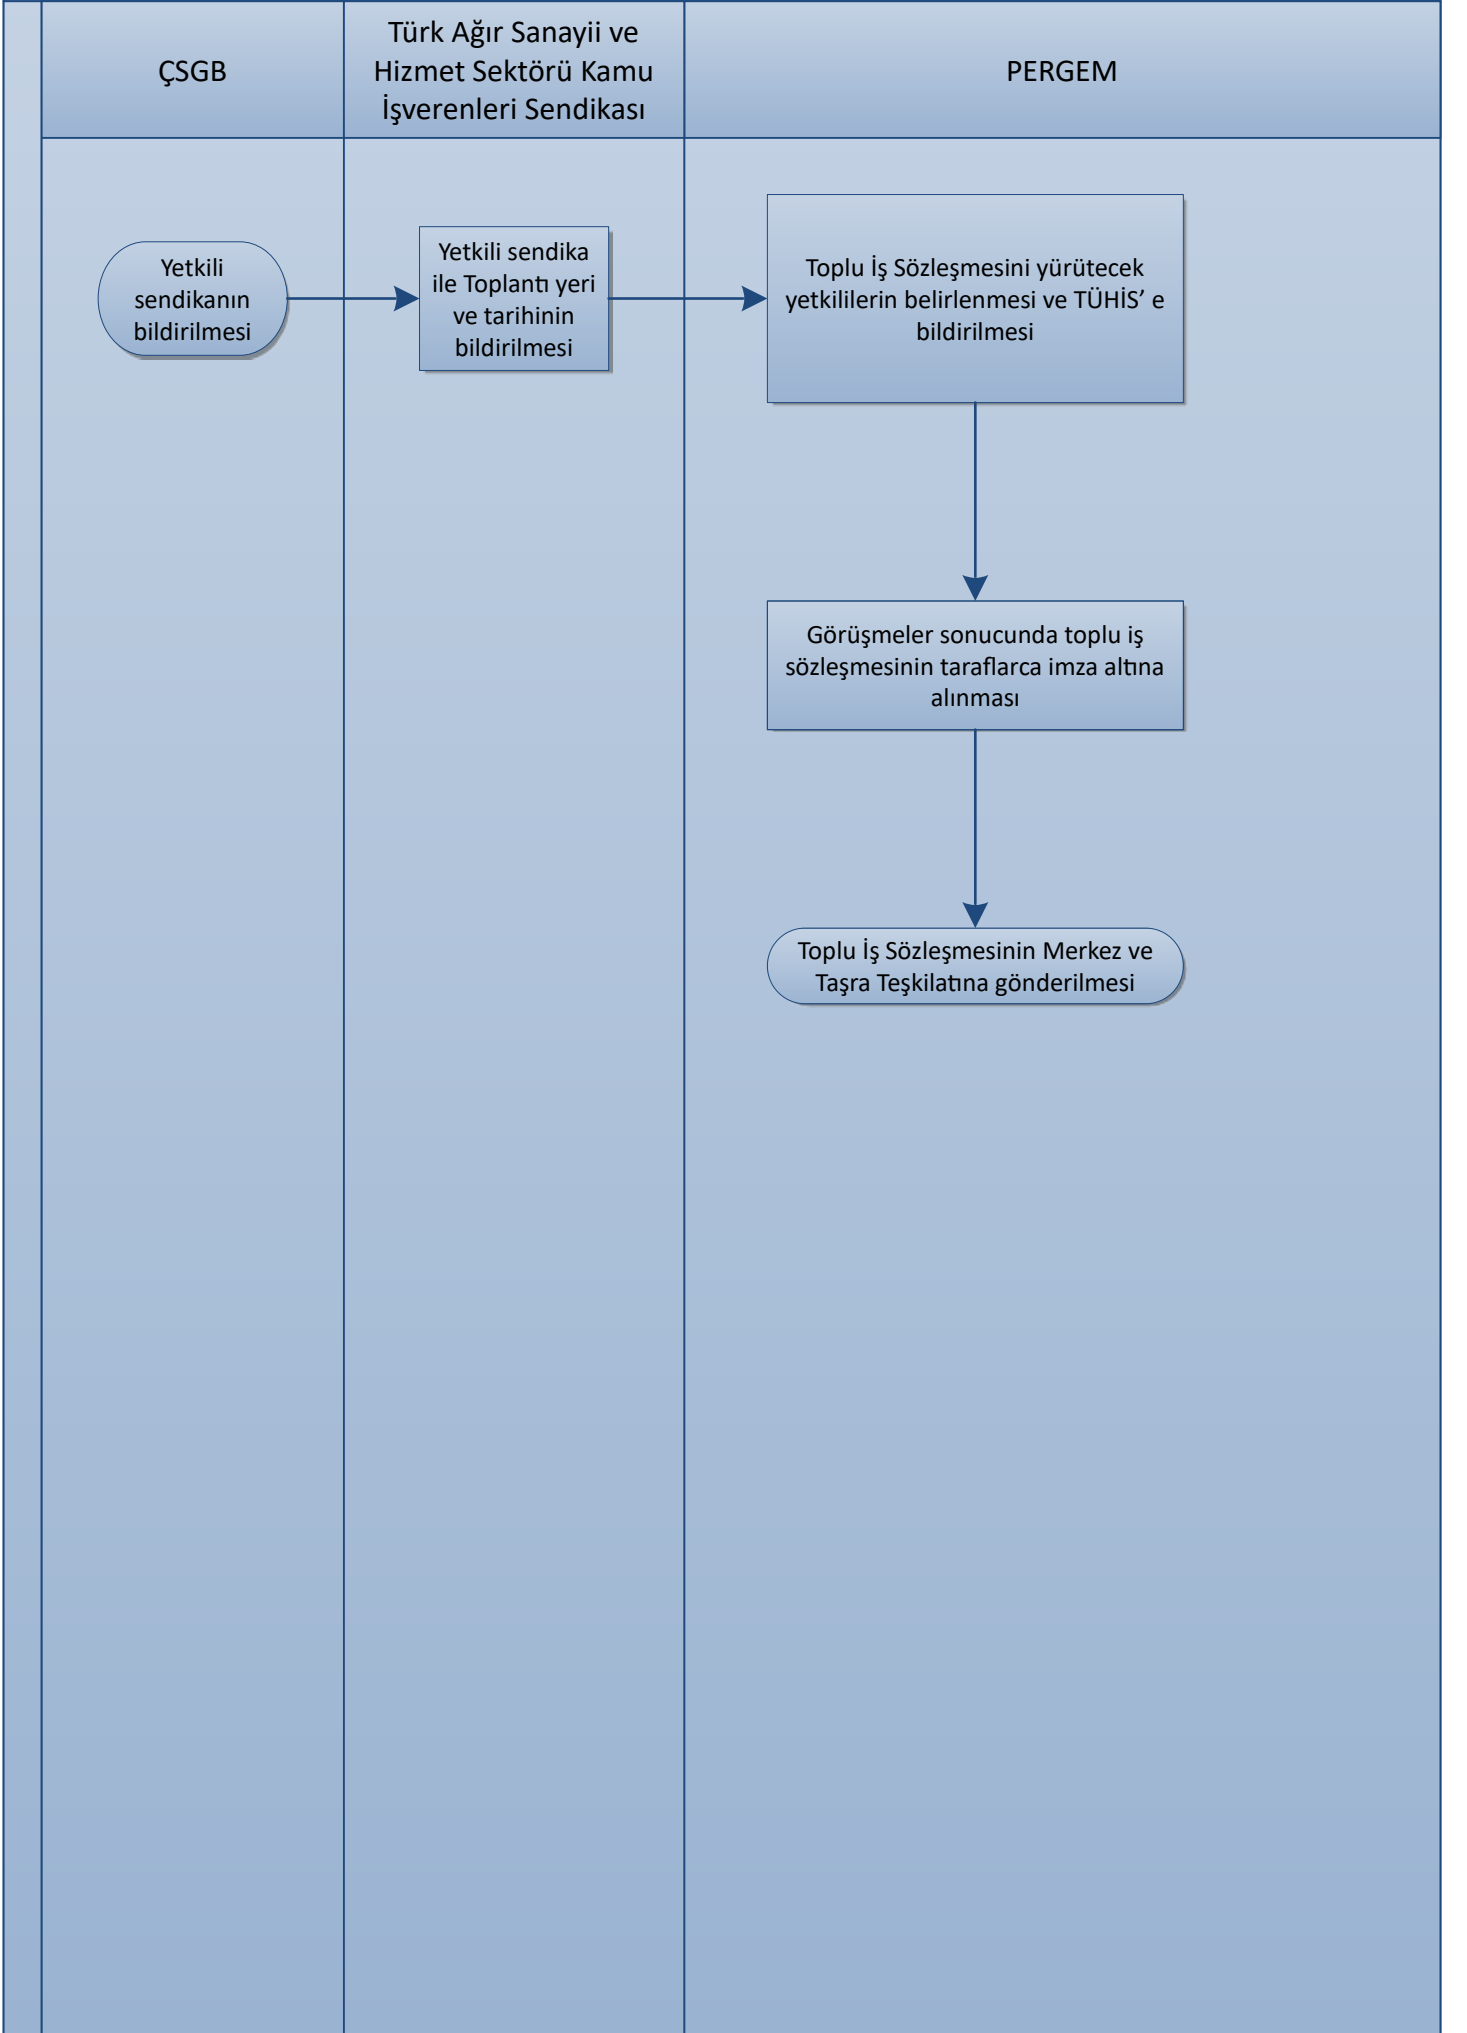 ÇSGB
Türk Ağır Sanayii ve
Hizmet Sektörü Kamu
İşverenleri Sendikası
PERGEM
Yetkili
sendikanın
bildirilmesi
Yetkili sendika
ile Toplantı yeri
ve tarihinin
bildirilmesi
Toplu İş Sözleşmesini yürütecek
yetkililerin belirlenmesi ve TÜHİS’ e
bildirilmesi
Görüşmeler sonucunda toplu iş
sözleşmesinin taraflarca imza altına
alınması
Toplu İş Sözleşmesinin Merkez ve
Taşra Teşkilatına gönderilmesi